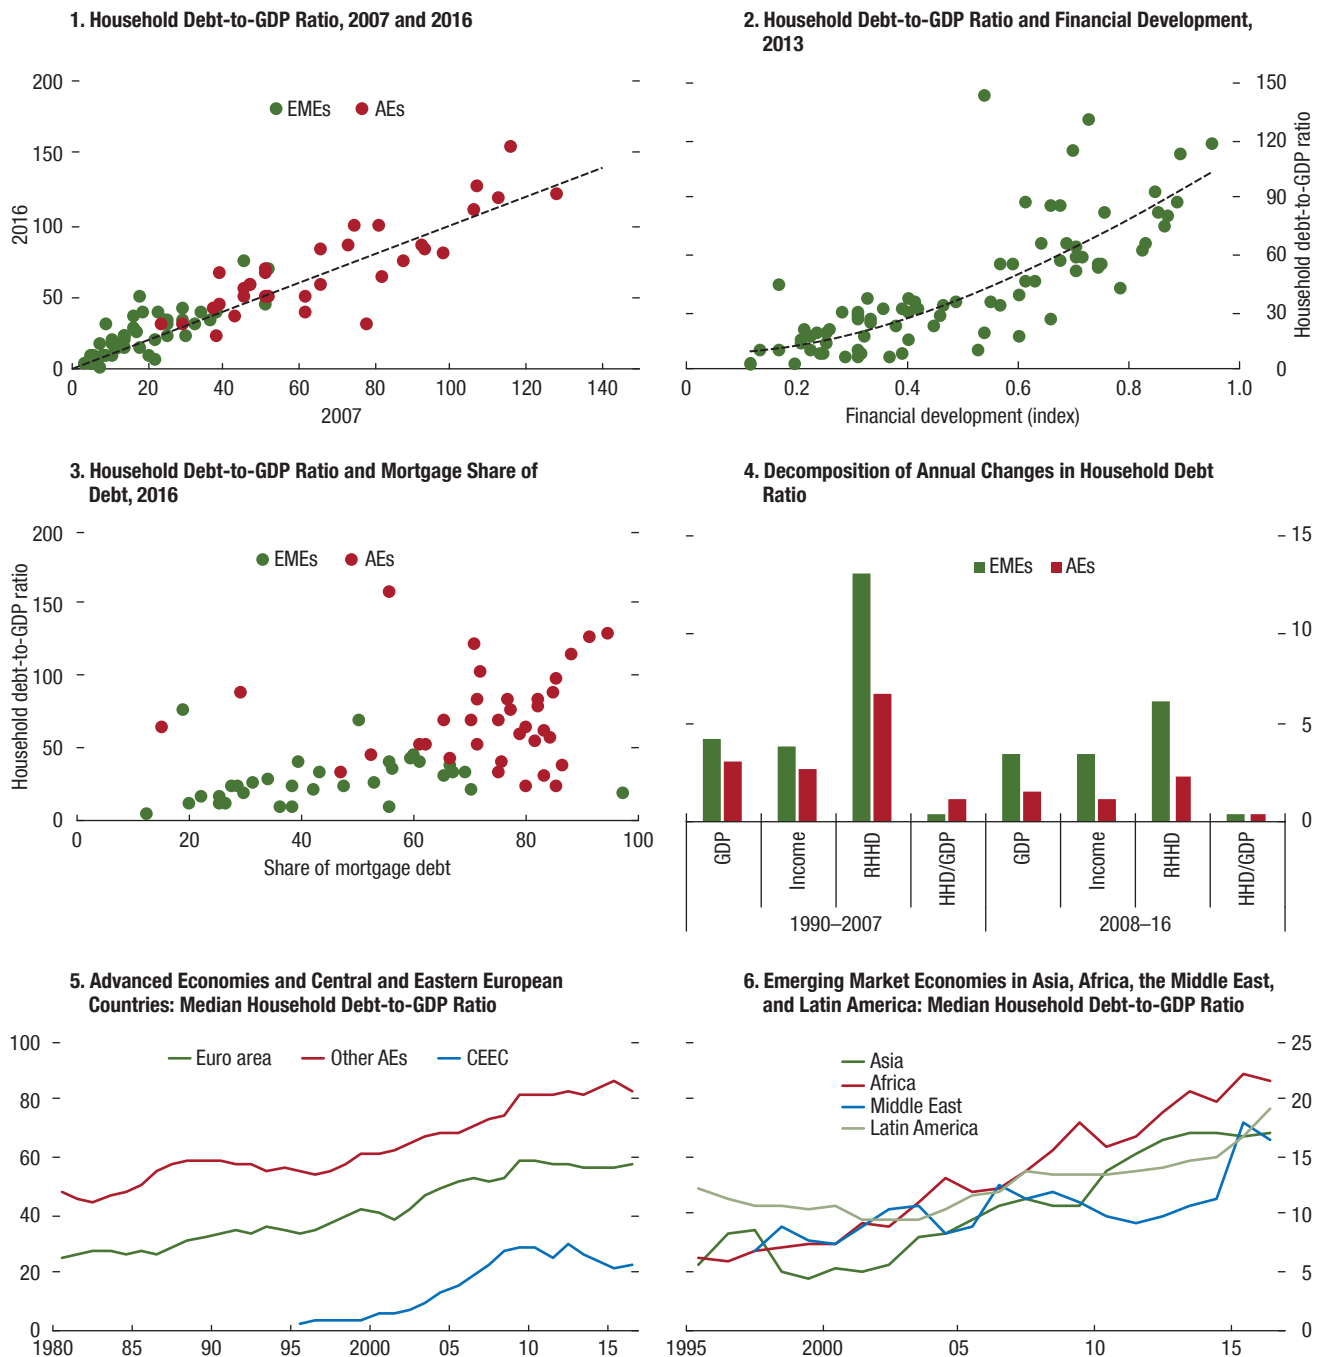 1. Household Debt-to-GDP Ratio, 2007 and 2016
200
150
100
50
0
2016
EMEs
AEs
0 20 40 60 80 100 120 140
2007
2. Household Debt-to-GDP Ratio and Financial Development,
2013
150
120
90
60
30
0
Household debt-to-GDP ratio
0 0.2 0.4 0.6 0.8 1.0
Financial development (index)
3. Household Debt-to-GDP Ratio and Mortgage Share of
Debt, 2016
200
150
100
50
0
Household debt-to-GDP ratio
EMEs
AEs
0 20 40 60 80 100
Share of mortgage debt
4. Decomposition of Annual Changes in Household Debt
Ratio
15
10
5
0
EMEs
AEs
GDP
Income
RHHD
HHD/GDP
GDP
Income
RHHD
HHD/GDP
1990–2007
2008–16
5. Advanced Economies and Central and Eastern European
Countries: Median Household Debt-to-GDP Ratio
100
80
60
40
20
0
Euro area
Other AEs
CEEC
1980 85 90 95 2000 05 10 15
6. Emerging Market Economies in Asia, Africa, the Middle East,
and Latin America: Median Household Debt-to-GDP Ratio
25
20
15
10
5
0
Asia
Africa
Middle East
Latin America
1995 2000 05 10 15